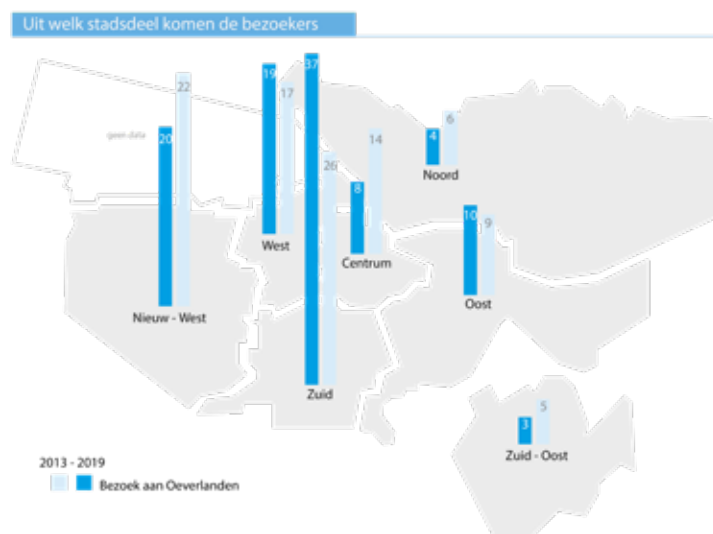 Uit welk stadsdeel komen de bezoekers
37
19
22
17
geen data
20
6
4
14
Noord
26
8
10
9
West
Centrum
Oost
Nieuw - West
Zuid
5
3
Zuid - Oost
2013 - 2019
Bezoek aan Oeverlanden